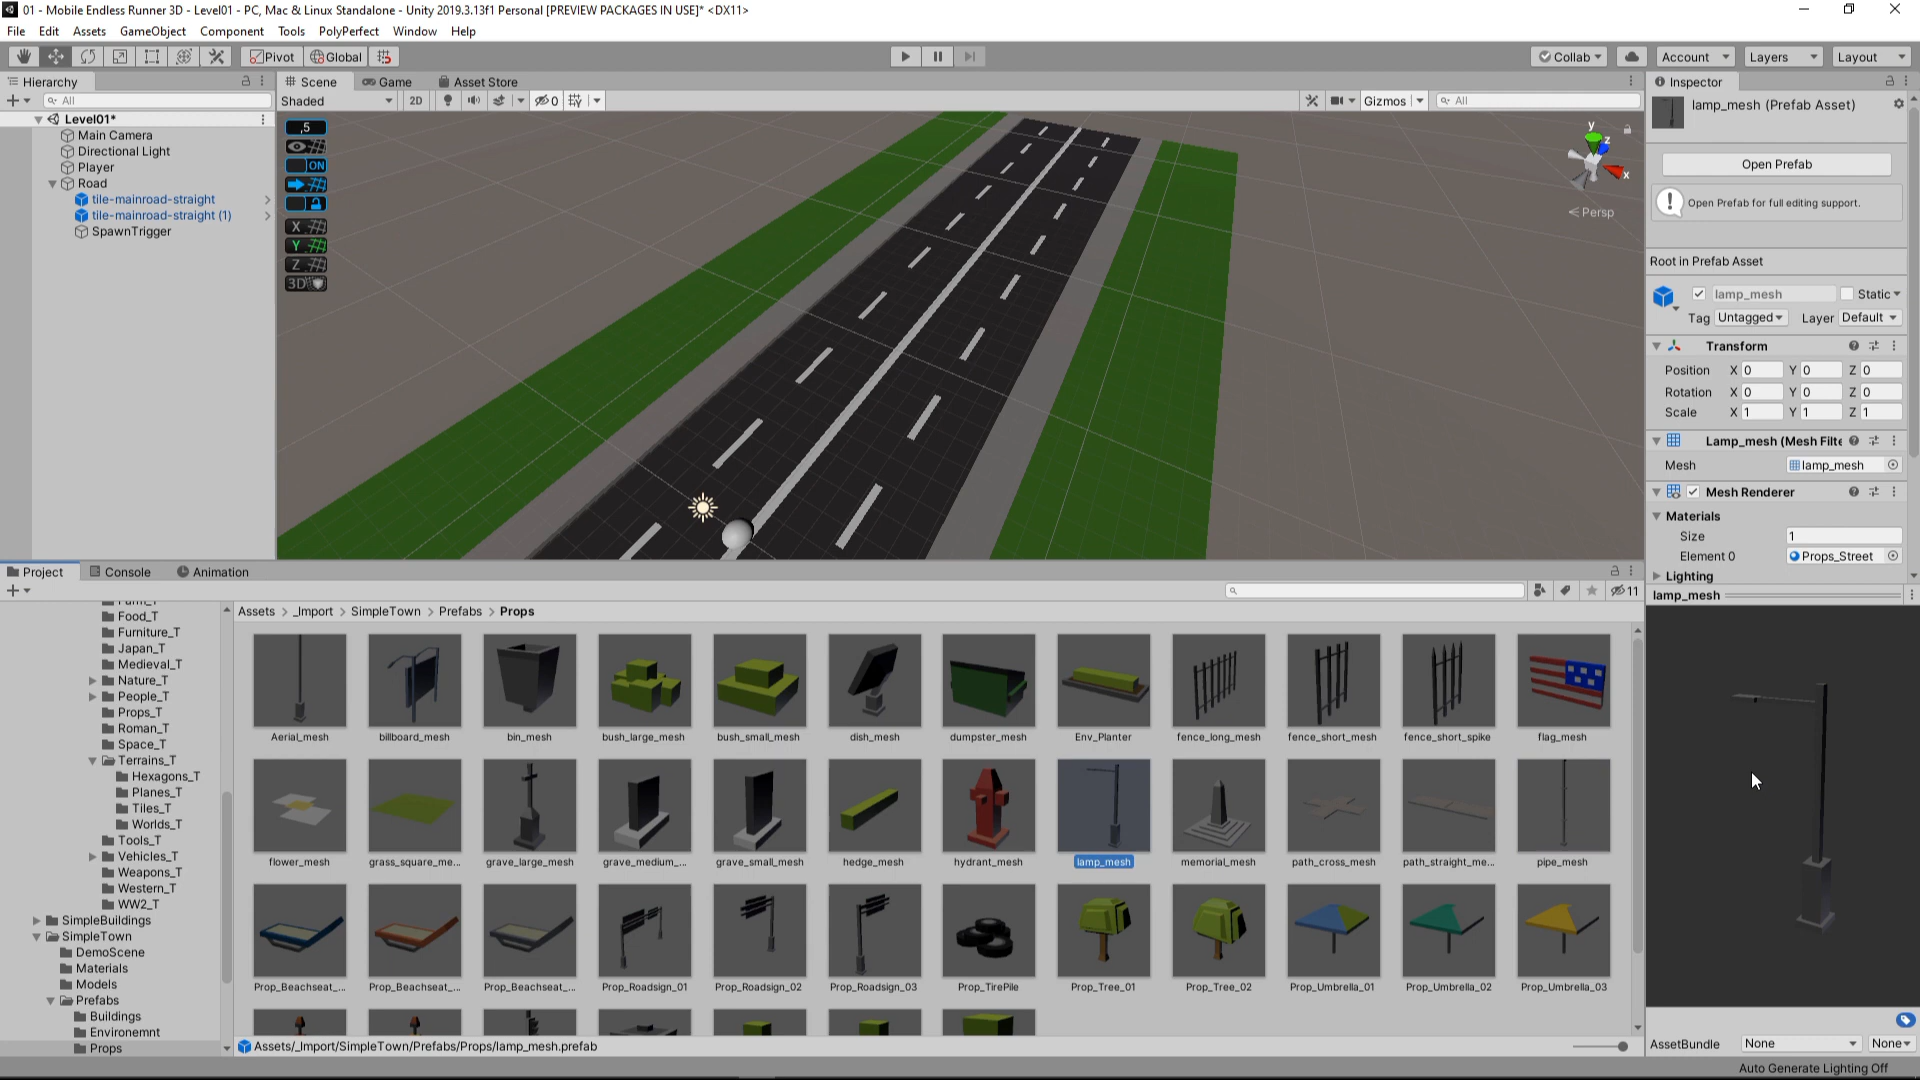 01 - Mobile Endless Runner 3D - Level01 - PC, Mac & Linux Standalone - Unity 2019.3.13f1 Personal [PREVIEW PACKAGES IN USE]* <DX11>
File Edit Assets GameObject Component Tools PolyPerfect Window Help
Pivot Global Collab Account Layers Layout
Hierarchy
All
Level01*
Main Camera
Directional Light
Player
Road
tile-mainroad-straight
tile-mainroad-straight (1)
SpawnTrigger
Scene Game Asset Store
Shaded 2D 0 Gizmos All
,5
ON
X
Y
Z
3D
y
z
x
Persp
Inspector
lamp_mesh (Prefab Asset)
Open Prefab
Open Prefab for full editing support.
Root in Prefab Asset
lamp_mesh Static
Tag Untagged Layer Default
Transform
Position X 0 Y 0 Z 0
Rotation X 0 Y 0 Z 0
Scale X 1 Y 1 Z 1
Lamp_mesh (Mesh Filte
Mesh lamp_mesh
Mesh Renderer
Materials
Size 1
Element 0 Props_Street
Lighting
lamp_mesh
AssetBundle None None
Project Console Animation
11
Food_T
Furniture_T
Japan_T
Medieval_T
Nature_T
People_T
Props_T
Roman_T
Space_T
Terrains_T
Hexagons_T
Planes_T
Tiles_T
Worlds_T
Tools_T
Vehicles_T
Weapons_T
Western_T
WW2_T
SimpleBuildings
SimpleTown
DemoScene
Materials
Models
Prefabs
Buildings
Environemnt
Props
Assets > _Import > SimpleTown > Prefabs > Props
Aerial_mesh billboard_mesh bin_mesh bush_large_mesh bush_small_mesh dish_mesh dumpster_mesh Env_Planter fence_long_mesh fence_short_mesh fence_short_spike flag_mesh
flower_mesh grass_square_me... grave_large_mesh grave_medium_... grave_small_mesh hedge_mesh hydrant_mesh lamp_mesh memorial_mesh path_cross_mesh path_straight_me... pipe_mesh
Prop_Beachseat_... Prop_Beachseat_... Prop_Beachseat_... Prop_Roadsign_01 Prop_Roadsign_02 Prop_Roadsign_03 Prop_TirePile Prop_Tree_01 Prop_Tree_02 Prop_Umbrella_01 Prop_Umbrella_02 Prop_Umbrella_03
Assets/_Import/SimpleTown/Prefabs/Props/lamp_mesh.prefab
Auto Generate Lighting Off